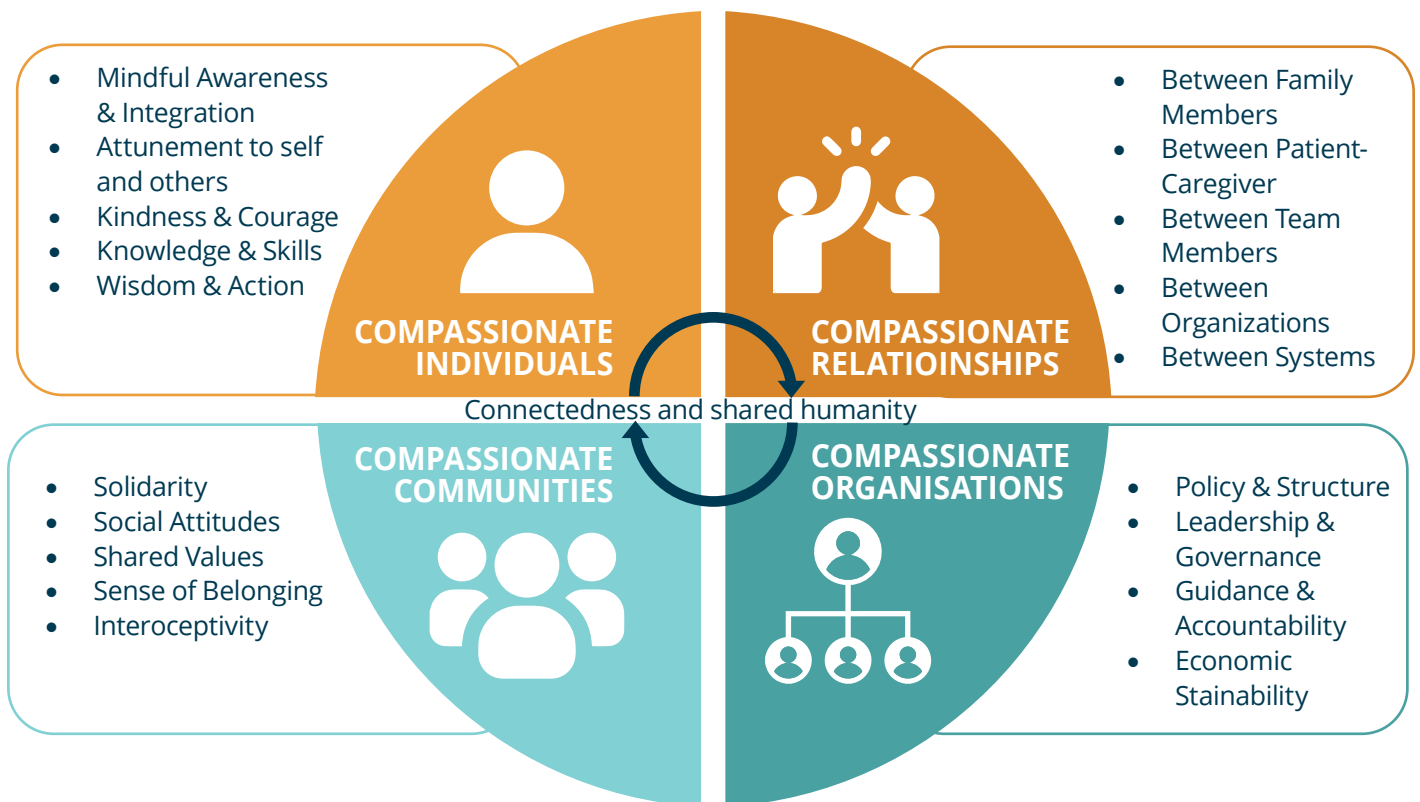 • Mindful Awareness
& Integration
• Attunement to self
and others
• Kindness & Courage
• Knowledge & Skills
• Wisdom & Action
COMPASSIONATE
INDIVIDUALS
COMPASSIONATE
RELATIOINSHIPS
• Between Family
Members
• Between Patient-
Caregiver
• Between Team
Members
• Between
Organizations
• Between Systems
Connectedness and shared humanity
• Solidarity
• Social Attitudes
• Shared Values
• Sense of Belonging
• Interoceptivity
COMPASSIONATE
COMMUNITIES
COMPASSIONATE
ORGANISATIONS
• Policy & Structure
• Leadership &
Governance
• Guidance &
Accountability
• Economic
Stainability